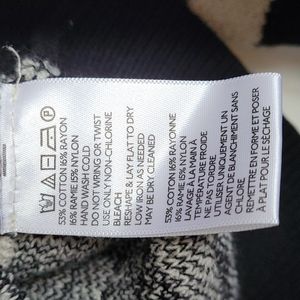 53% COTTON 16% RAYON
16% RAMIE 15% NYLON
HAND WASH COLD
DO NOT WRING OR TWIST
USE ONLY NON-CHLORINE
BLEACH
RESHAPE & LAY FLAT TO DRY
LOW IRON AS NEEDED
MAY BE DRY CLEANED
53% COTON 16% RAYONNE
16% RAMIE 15% NYLON
LAVAGE À LA MAIN À
TEMPÉRATURE FROIDE
NE PAS TORDRE UTILISER UN
AGENT DE BLANCHIMENT SANS
CHLORE
REMETTRE EN FORME ET POSER
À PLAT POUR LE SÉCHAGE